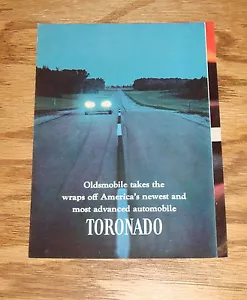 Oldsmobile takes the
wraps off America's newest and
most advanced automobile
TORONADO